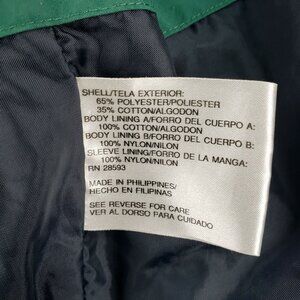 SHELL/TELA EXTERIOR:
65% POLYESTER/POLIESTER
35% COTTON/ALGODON
BODY LINING A/FORRO DEL CUERPO A:
100% COTTON/ALGODON
BODY LINING B/FORRO DEL CUERPO B:
100% NYLON/NILON
SLEEVE LINING/FORRO DE LA MANGA:
100% NYLON/NILON
RN 28593
MADE IN PHILIPPINES/
HECHO EN FILIPINAS
SEE REVERSE FOR CARE
VER AL DORSO PARA CUIDADO